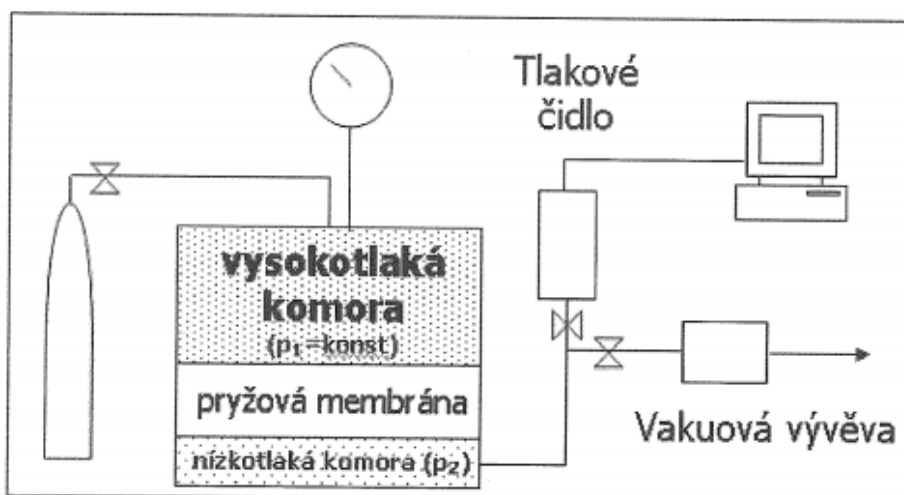 Tlakové
čidlo
vysokotlaká
komora
(p₁=konst)
pryžová membrána
nízkotlaká komora (p₂)
Vakuová vývěva